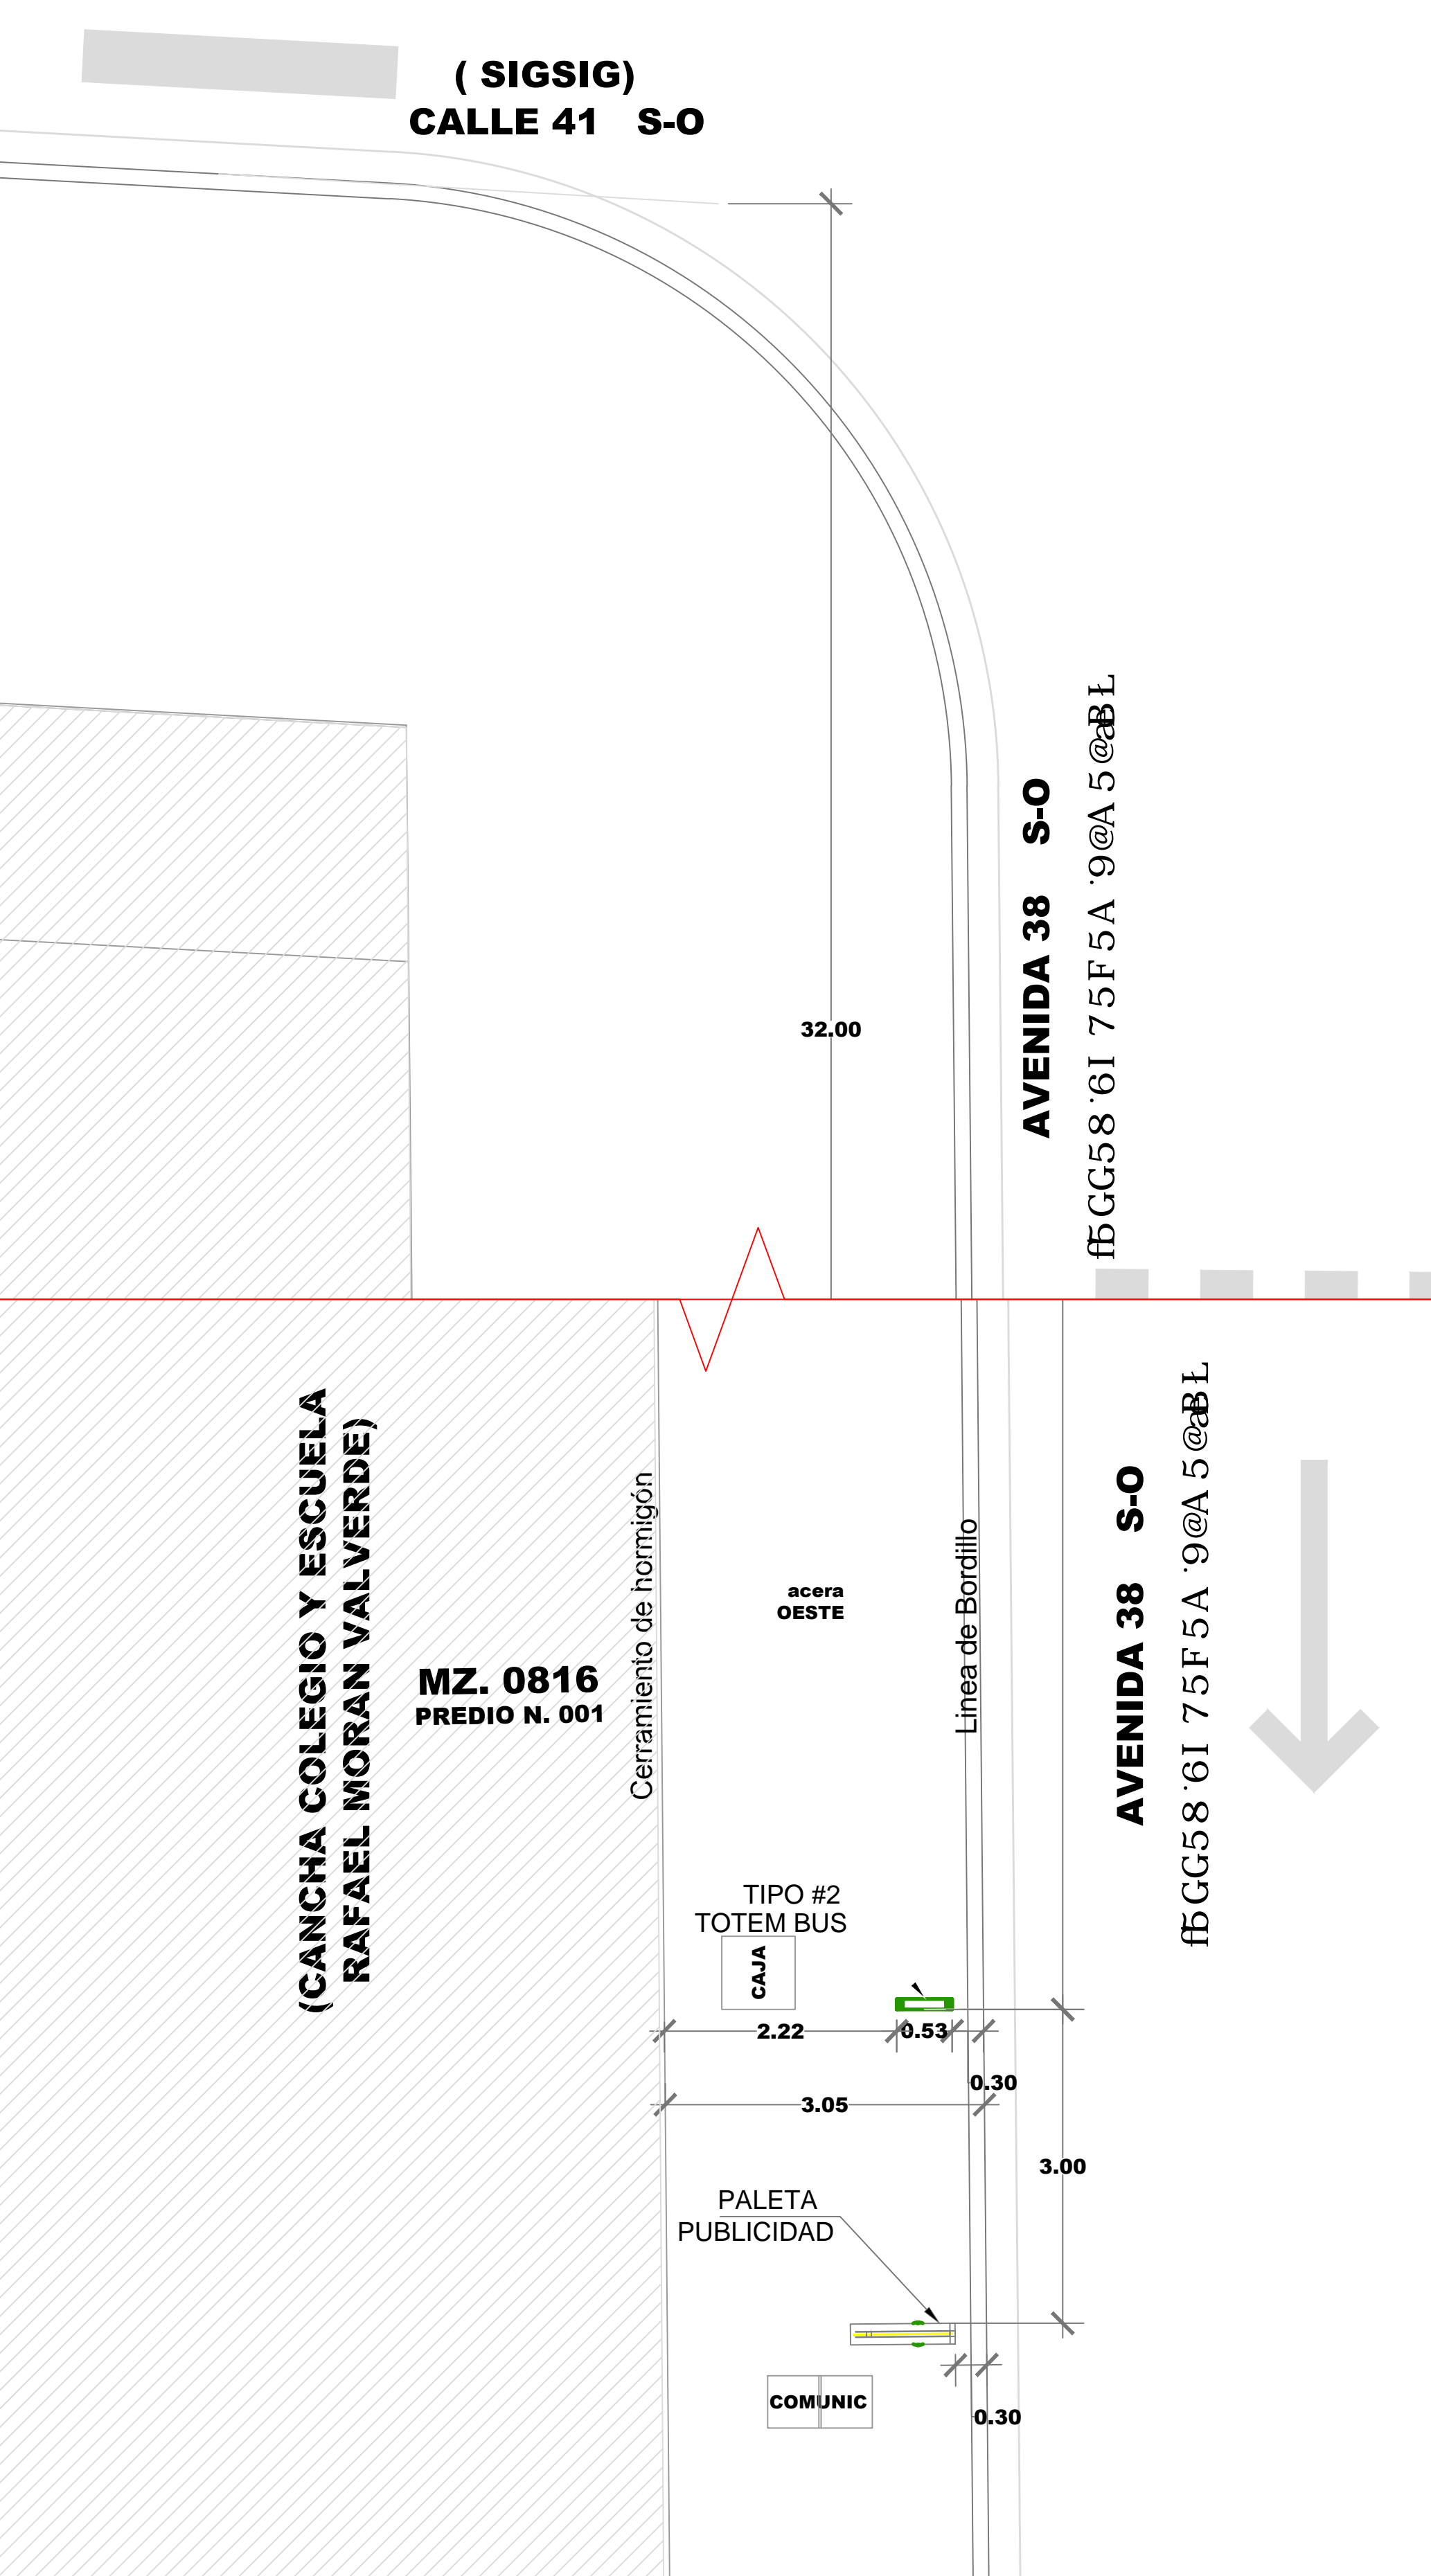 ( SIGSIG)
CALLE 41 S-O
AVENIDA 38 S-O
32.00
(CANCHA COLEGIO Y ESCUELA
RAFAEL MORAN VALVERDE)
MZ. 0816
PREDIO N. 001
Cerramiento de hormigón
acera
OESTE
Linea de Bordillo
AVENIDA 38 S-O
TIPO #2
TOTEM BUS
CAJA
2.22
0.53
0.30
3.05
3.00
PALETA
PUBLICIDAD
COMUNIC
0.30